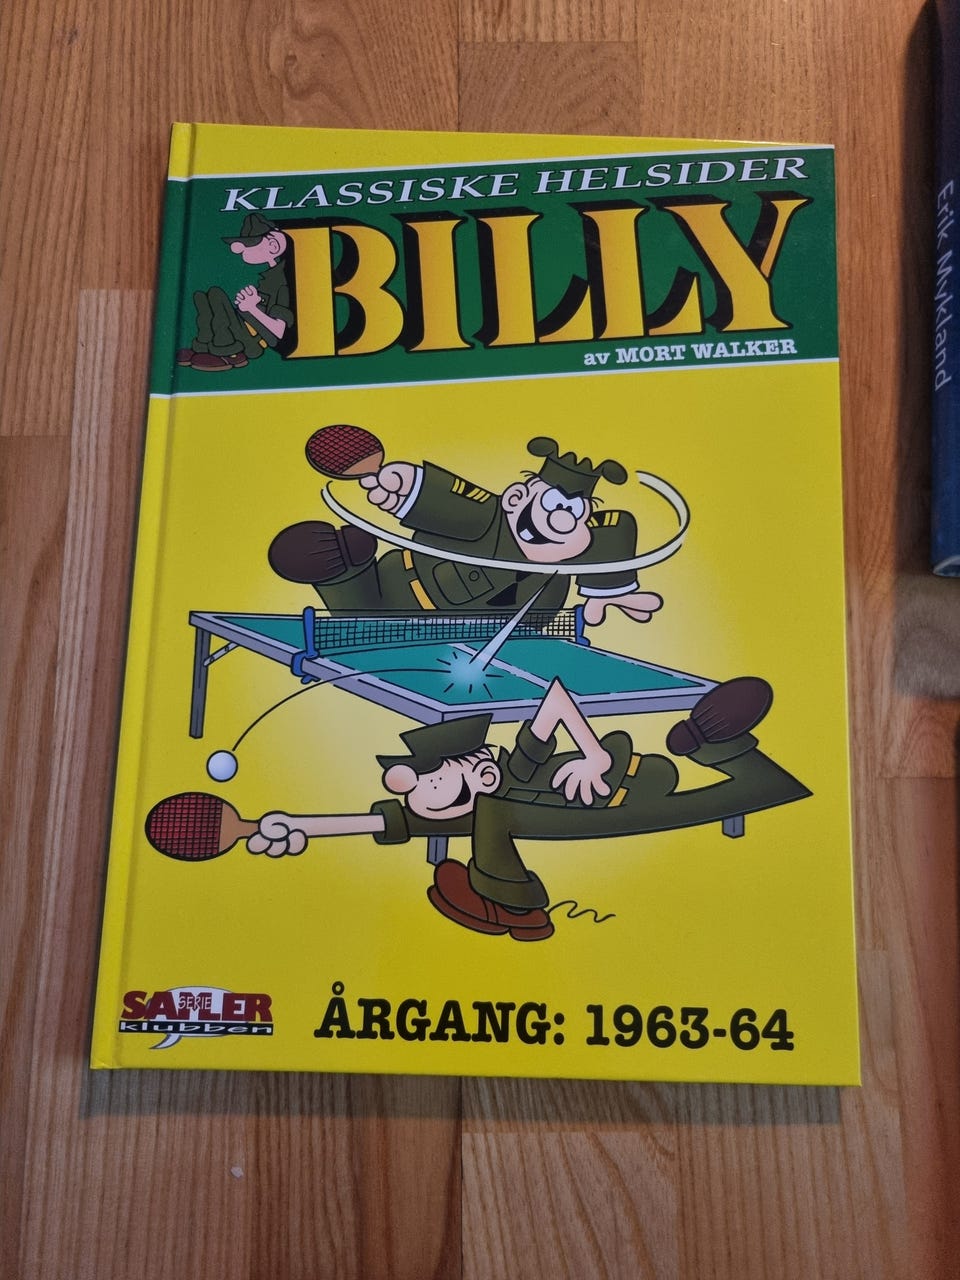 KLASSISKE HELSIDER
BILLY
av MORT WALKER
SERIE
SAMLER
klubben
ÅRGANG: 1963-64
Erik Mykland